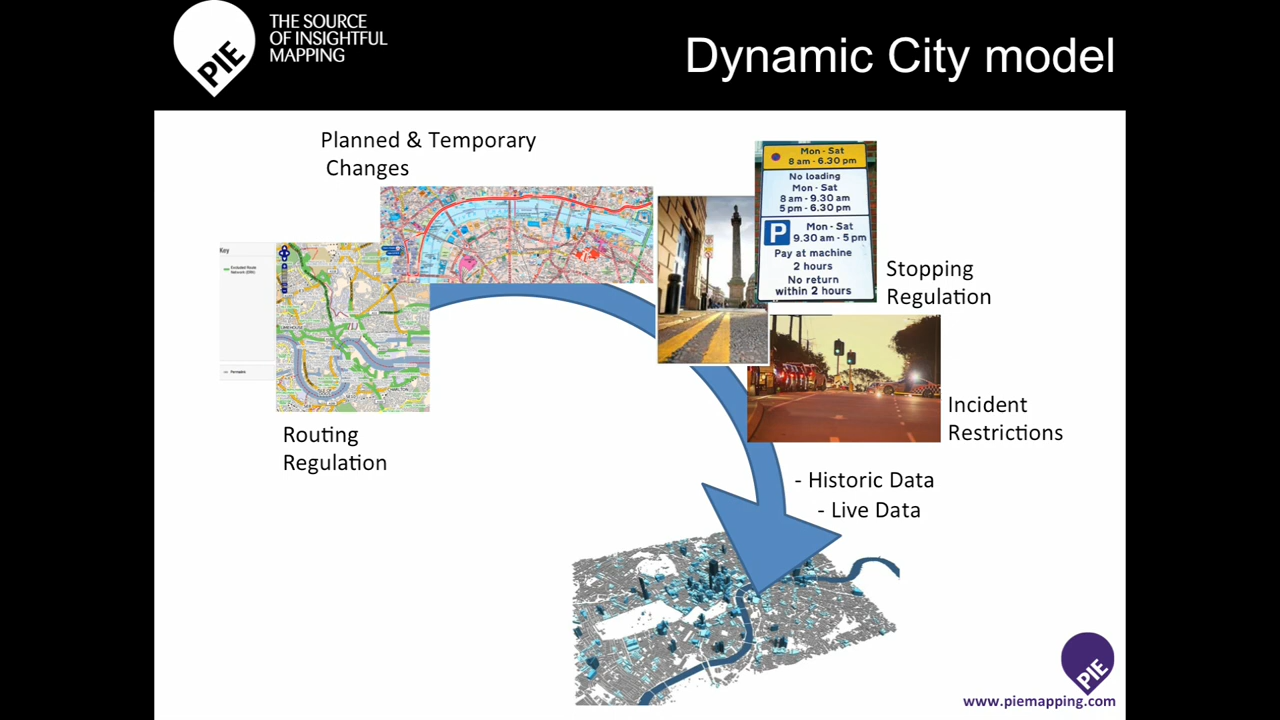 PIE
THE SOURCE
OF INSIGHTFUL
MAPPING
Dynamic City model
Planned & Temporary
Changes
Key
Mon - Sat
8 am - 6.30 pm
No loading
Mon - Sat
8 am - 9.30 am
5 pm - 6.30 pm
P
Mon - Sat
9.30 am - 5 pm
Pay at machine
2 hours
No return
within 2 hours
Stopping
Regulation
Routing
Regulation
Incident
Restrictions
- Historic Data
- Live Data
PIE
www.piemapping.com